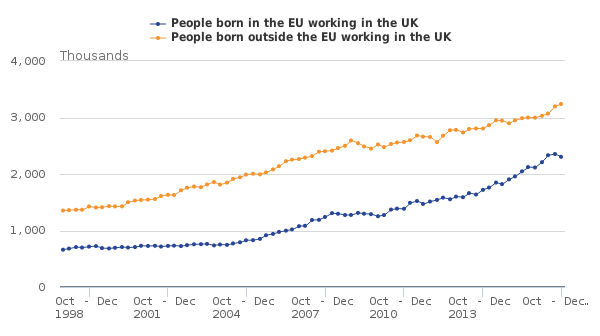 People born in the EU working in the UK
People born outside the EU working in the UK
Thousands
4,000
3,000
2,000
1,000
0
Oct - Dec Oct - Dec Oct - Dec Oct - Dec Oct - Dec Oct - Dec Oct - Dec..
1998 2001 2004 2007 2010 2013